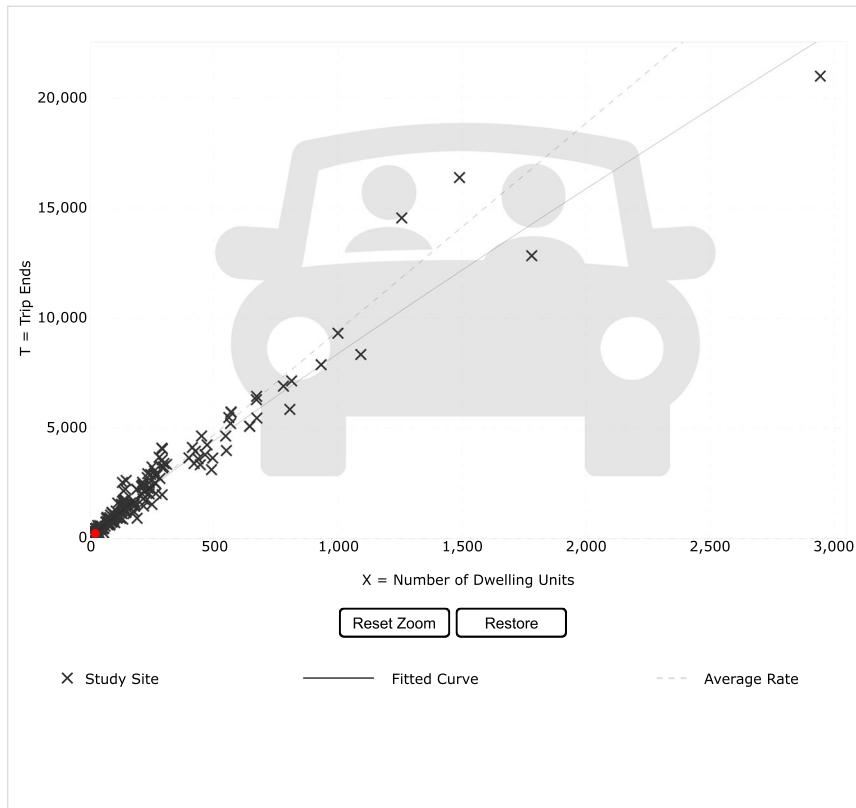 20,000
15,000
T = Trip Ends
10,000
5,000
0
0 500 1,000 1,500 2,000 2,500 3,000
X = Number of Dwelling Units
Reset Zoom Restore
Study Site Fitted Curve Average Rate